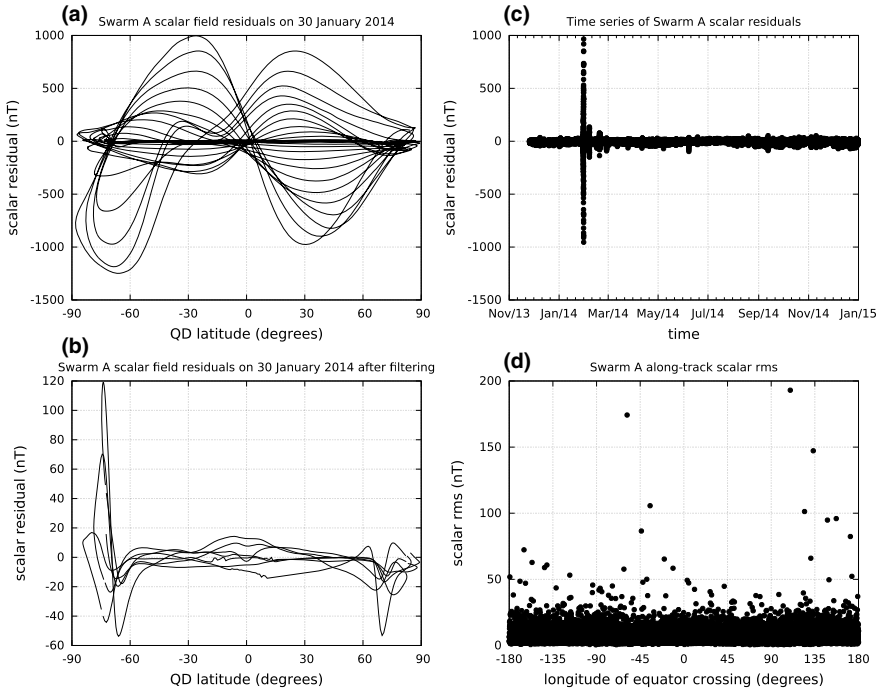 (a)
Swarm A scalar field residuals on 30 January 2014
1000
500
0
-500
-1000
-1500
scalar residual (nT)
-90 -60 -30 0 30 60 90
QD latitude (degrees)
(c)
Time series of Swarm A scalar residuals
1000
500
0
-500
-1000
-1500
scalar residual (nT)
Nov/13 Jan/14 Mar/14 May/14 Jul/14 Sep/14 Nov/14 Jan/15
time
(b)
Swarm A scalar field residuals on 30 January 2014 after filtering
120
100
80
60
40
20
0
-20
-40
-60
scalar residual (nT)
-90 -60 -30 0 30 60 90
QD latitude (degrees)
(d)
Swarm A along-track scalar rms
200
150
100
50
0
scalar rms (nT)
-180 -135 -90 -45 0 45 90 135 180
longitude of equator crossing (degrees)